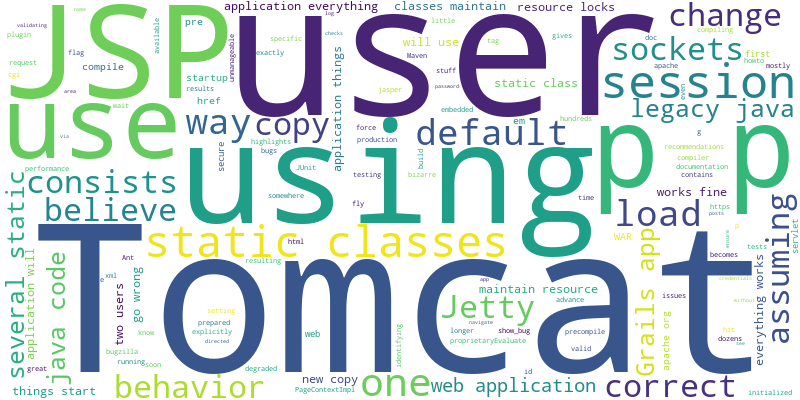 application everything
classes maintain
resource locks
JSP
user
change
sockets
session
legacy java
use
way
copy
default
using
p p
consists
believe
load
assuming
several static
static classes
Tomcat
Jetty
maintain resource
Grails app
java code
behavior
one
web application
correct
things start
new copy
two users
go wrong
application will
application things
will use
static class
works fine
everything works
validating
name
plugin
specific
little
log
checks
tag
doc
compiling
available
flag
pre
compile
request
cgi
startup
results
href
unmanageable
exactly
Maven
stuff
gives
jasper
password
apache
howto
first
mostly
even
area
wait
via
performance
highlights
bugs
secure
JUnit
somewhere
force
production
testing
fly
build
bizarre
em
embedded
hundreds
time
g
recommendations
compiler
documentation
contains
https
posts
servlet
tests
becomes
ensure
credentials
without
see
WAR
p
hit
issues
dozens
apache org
initialized
html
resulting
setting
prepared
explicitly
directed
web
know
Ant
xml
e
bugzilla
running
soon
great
degraded
PageContextImpl
identifying
longer
show_bug
proprietaryEvaluate
navigate
app
advance
precompile
valid
id